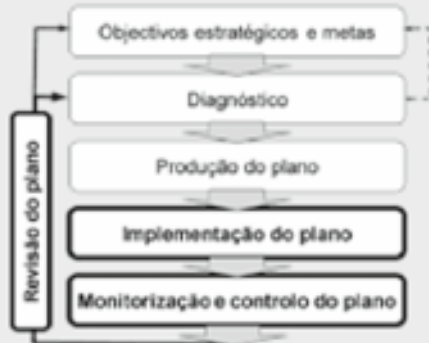 Objectivos estratégicos e metas
Diagnóstico
Produção do plano
Implementação do plano
Monitorização e controlo do plano
Revisão do plano